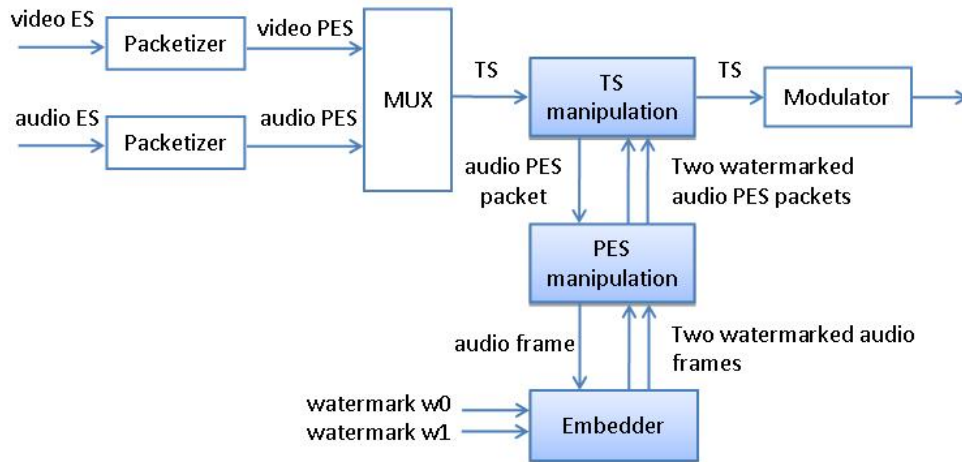 video ES
Packetizer
video PES
audio ES
Packetizer
audio PES
MUX
TS
TS
manipulation
TS
Modulator
audio PES
packet
Two watermarked
audio PES packets
PES
manipulation
audio frame
Two watermarked audio
frames
watermark w0
watermark w1
Embedder